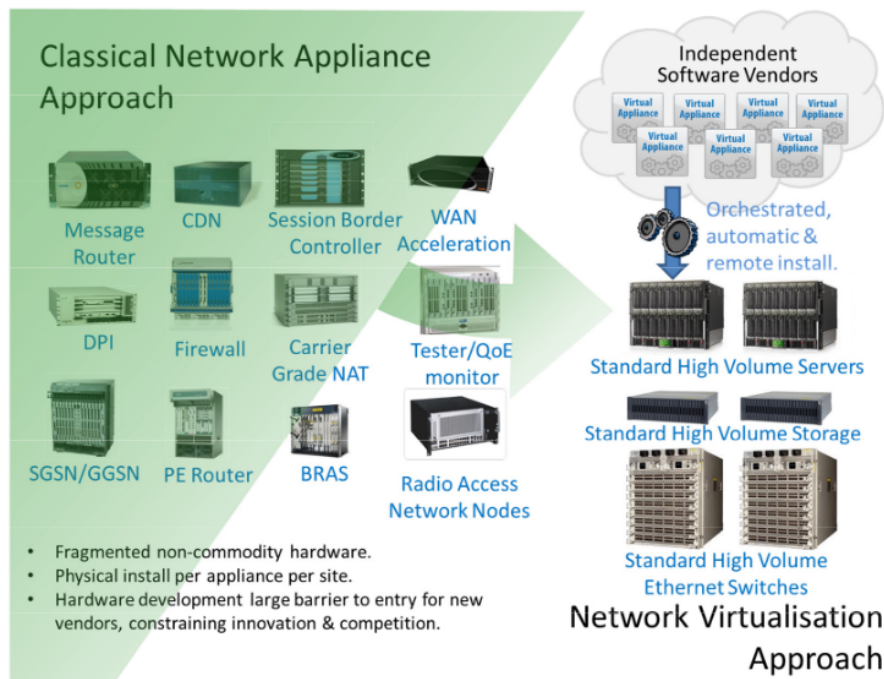 Classical Network Appliance
Approach
Message
Router
CDN
Session Border
Controller
WAN
Acceleration
DPI
Firewall
Carrier
Grade NAT
Tester/QoE
monitor
SGSN/GGSN
PE Router
BRAS
Radio Access
Network Nodes
• Fragmented non-commodity hardware.
• Physical install per appliance per site.
• Hardware development large barrier to entry for new
vendors, constraining innovation & competition.
Independent
Software Vendors
Virtual
Appliance
Virtual
Appliance
Virtual
Appliance
Virtual
Appliance
Virtual
Appliance
Virtual
Appliance
Virtual
Appliance
Orchestrated,
automatic &
remote install.
Standard High Volume Servers
Standard High Volume Storage
Standard High Volume
Ethernet Switches
Network Virtualisation
Approach